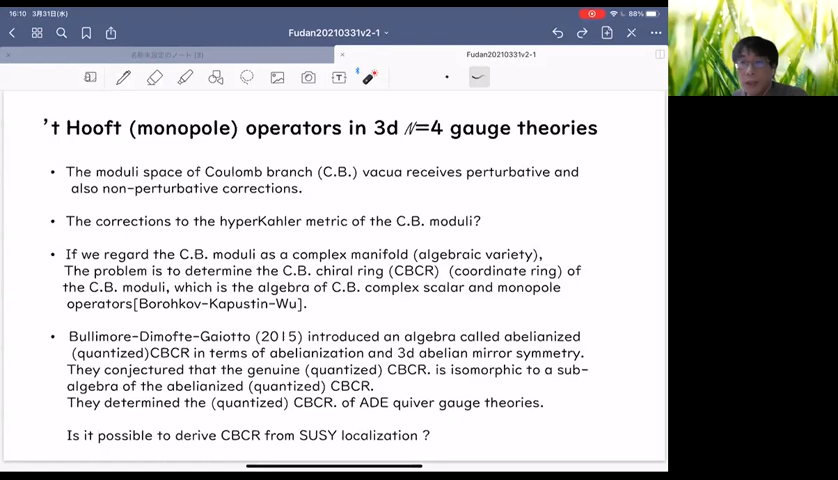 16:10 3月31日(水)
88%
Fudan20210331v2-1
Fudan20210331v2-1
't Hooft (monopole) operators in 3d N=4 gauge theories
• The moduli space of Coulomb branch (C.B.) vacua receives perturbative and
also non-perturbative corrections.
• The corrections to the hyperKahler metric of the C.B. moduli?
• If we regard the C.B. moduli as a complex manifold (algebraic variety),
The problem is to determine the C.B. chiral ring (CBCR) (coordinate ring) of
the C.B. moduli, which is the algebra of C.B. complex scalar and monopole
operators[Borohkov-Kapustin-Wu].
• Bullimore-Dimofte-Gaiotto (2015) introduced an algebra called abelianized
(quantized)CBCR in terms of abelianization and 3d abelian mirror symmetry.
They conjectured that the genuine (quantized) CBCR. is isomorphic to a sub-
algebra of the abelianized (quantized) CBCR.
They determined the (quantized) CBCR. of ADE quiver gauge theories.
Is it possible to derive CBCR from SUSY localization ?